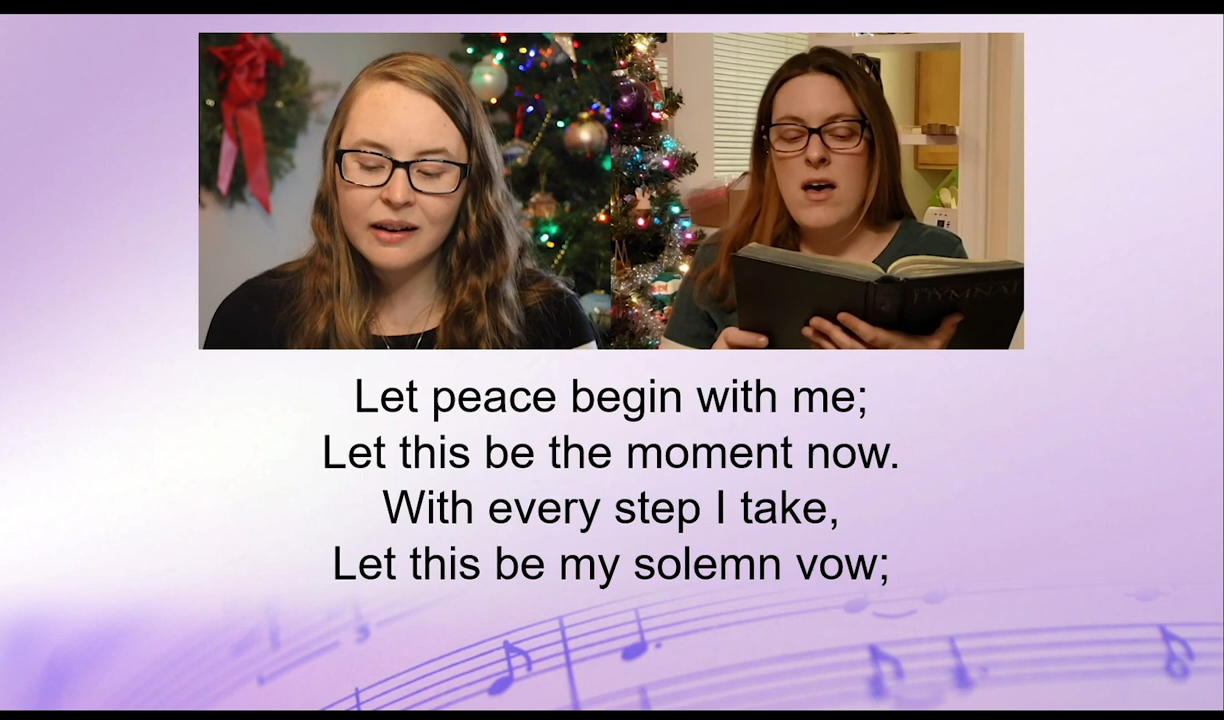 HYMNAL
Let peace begin with me;
Let this be the moment now.
With every step I take,
Let this be my solemn vow;